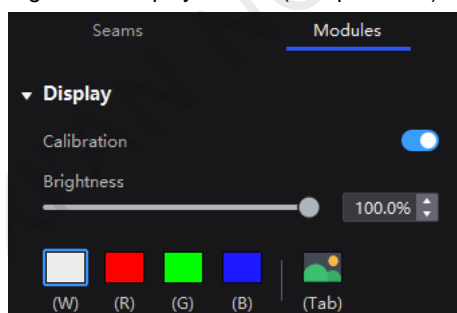 Seams Modules
Display
Calibration
Brightness
100.0%
(W) (R) (G) (B) (Tab)